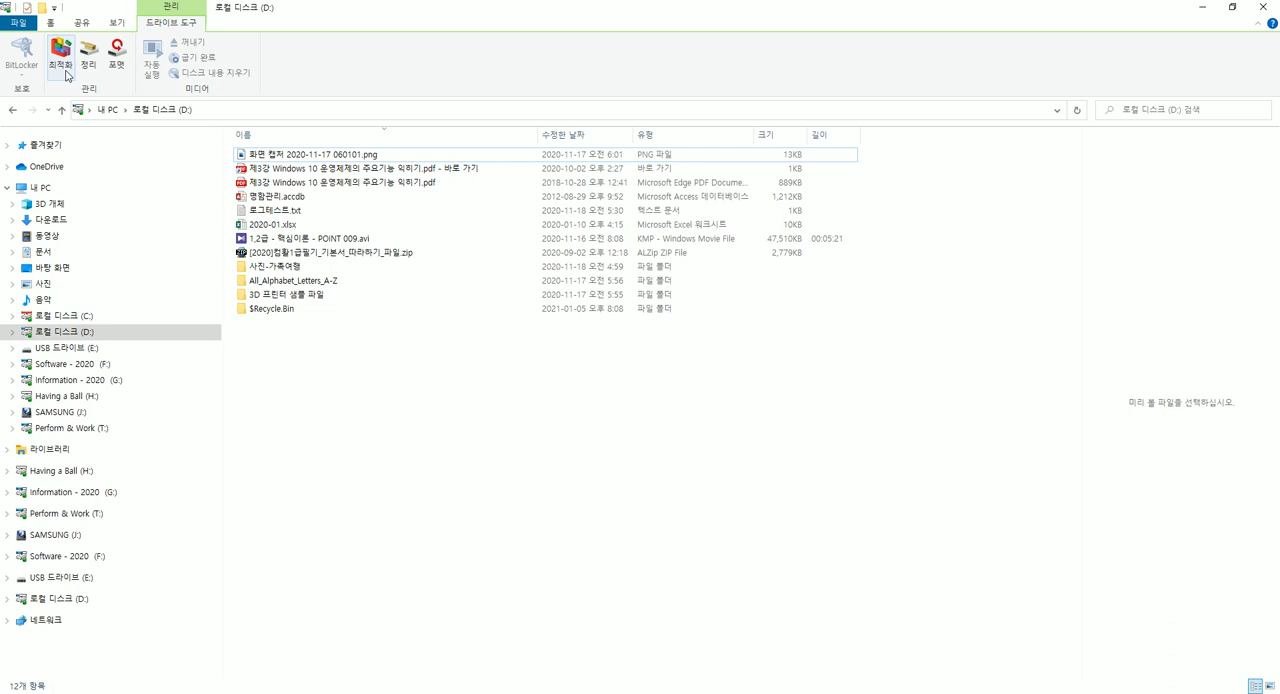 관리
로컬 디스크 (D:)
파일 홈 공유 보기 드라이브 도구
BitLocker
최적화 정리 포맷
자동 실행
꺼내기
굽기 완료
디스크 내용 지우기
보호 관리 미디어
내 PC › 로컬 디스크 (D:)
로컬 디스크 (D:) 검색
이름 수정한 날짜 유형 크기 길이
화면 캡처 2020-11-17 060101.png 2020-11-17 오전 6:01 PNG 파일 13KB
제3강 Windows 10 운영체제의 주요기능 익히기.pdf - 바로 가기 2020-10-02 오후 2:27 바로 가기 1KB
제3강 Windows 10 운영체제의 주요기능 익히기.pdf 2018-10-28 오후 12:41 Microsoft Edge PDF Docume... 889KB
명함관리.accdb 2012-08-29 오후 9:52 Microsoft Access 데이터베이스 1,212KB
로그테스트.txt 2020-11-18 오전 5:30 텍스트 문서 1KB
2020-01.xlsx 2020-01-10 오후 4:15 Microsoft Excel 워크시트 10KB
1,2급 - 핵심이론 - POINT 009.avi 2020-11-16 오전 8:08 KMP - Windows Movie File 47,510KB 00:05:21
[2020]컴활1급필기_기본서_따라하기_파일.zip 2020-09-02 오후 12:18 ALZip ZIP File 2,779KB
사진-가족여행 2020-11-18 오전 4:59 파일 폴더
All_Alphabet_Letters_A-Z 2020-11-17 오전 5:56 파일 폴더
3D 프린터 샘플 파일 2020-11-17 오전 5:55 파일 폴더
$Recycle.Bin 2021-01-05 오후 8:08 파일 폴더
즐겨찾기
OneDrive
내 PC
3D 개체
다운로드
동영상
문서
바탕 화면
사진
음악
로컬 디스크 (C:)
로컬 디스크 (D:)
USB 드라이브 (E:)
Software - 2020 (F:)
Information - 2020 (G:)
Having a Ball (H:)
SAMSUNG (J:)
Perform & Work (T:)
라이브러리
Having a Ball (H:)
Information - 2020 (G:)
Perform & Work (T:)
SAMSUNG (J:)
Software - 2020 (F:)
USB 드라이브 (E:)
로컬 디스크 (D:)
네트워크
미리 볼 파일을 선택하십시오.
12개 항목